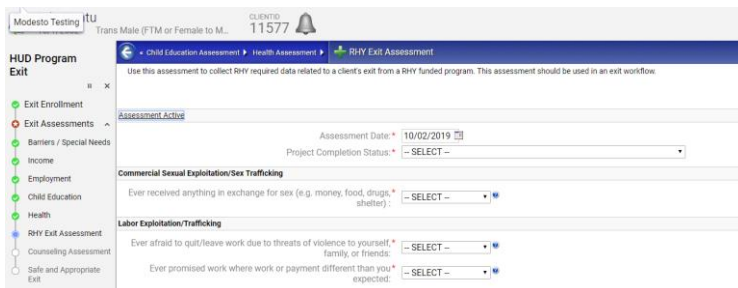 Modesto Testing
CLIENTID
Trans Male (FTM or Female to M...
11577
HUD Program
Exit
Exit Enrollment
Exit Assessments
Barriers / Special Needs
Income
Employment
Child Education
Health
RHY Exit Assessment
Counseling Assessment
Safe and Appropriate
Exit
« Child Education Assessment
Health Assessment
RHY Exit Assessment
Use this assessment to collect RHY required data related to a client's exit from a RHY funded program. This assessment should be used in an exit workflow.
Assessment Active
Assessment Date:* 10/02/2019
Project Completion Status:* -- SELECT --
Commercial Sexual Exploitation/Sex Trafficking
Ever received anything in exchange for sex (e.g. money, food, drugs,* -- SELECT --
shelter) :
Labor Exploitation/Trafficking
Ever afraid to quit/leave work due to threats of violence to yourself,* -- SELECT --
family, or friends:
Ever promised work where work or payment different than you* -- SELECT --
expected: